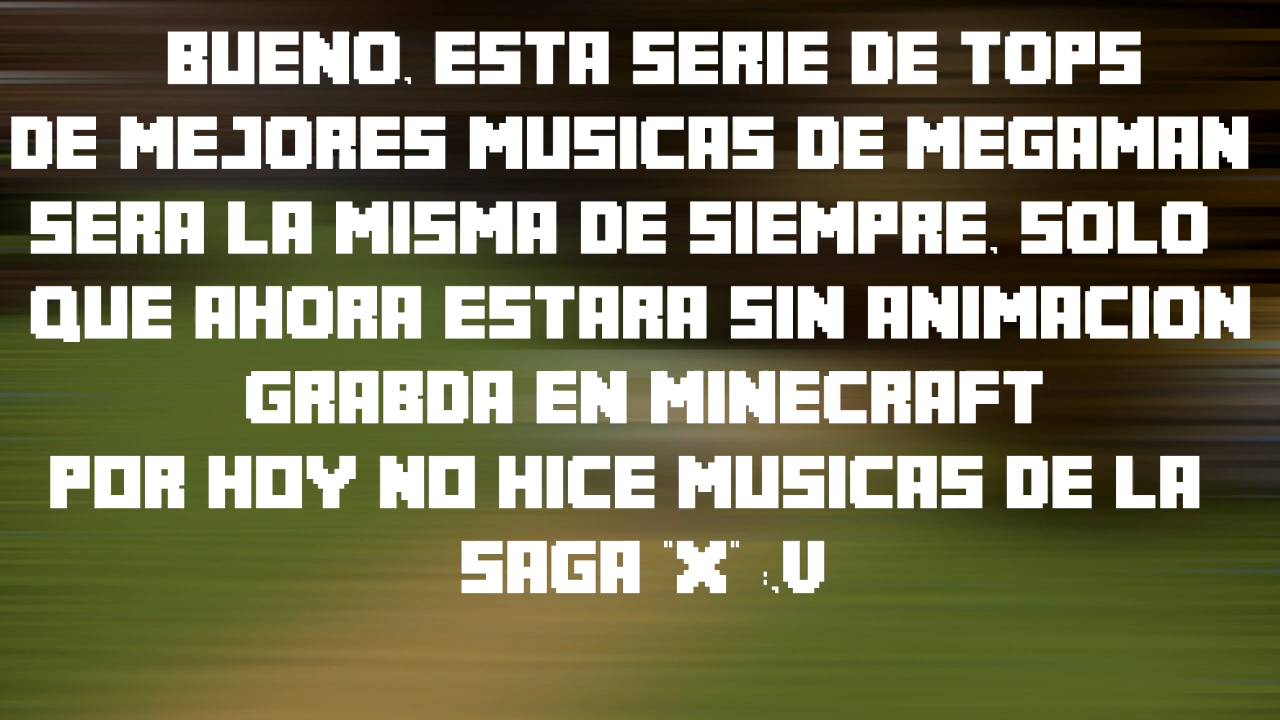 BUENO, ESTA SERIE DE TOPS
DE MEJORES MUSICAS DE MEGAMAN
SERA LA MISMA DE SIEMPRE, SOLO
QUE AHORA ESTARA SIN ANIMACION
GRABDA EN MINECRAFT
POR HOY NO HICE MUSICAS DE LA
SAGA "X" :,V